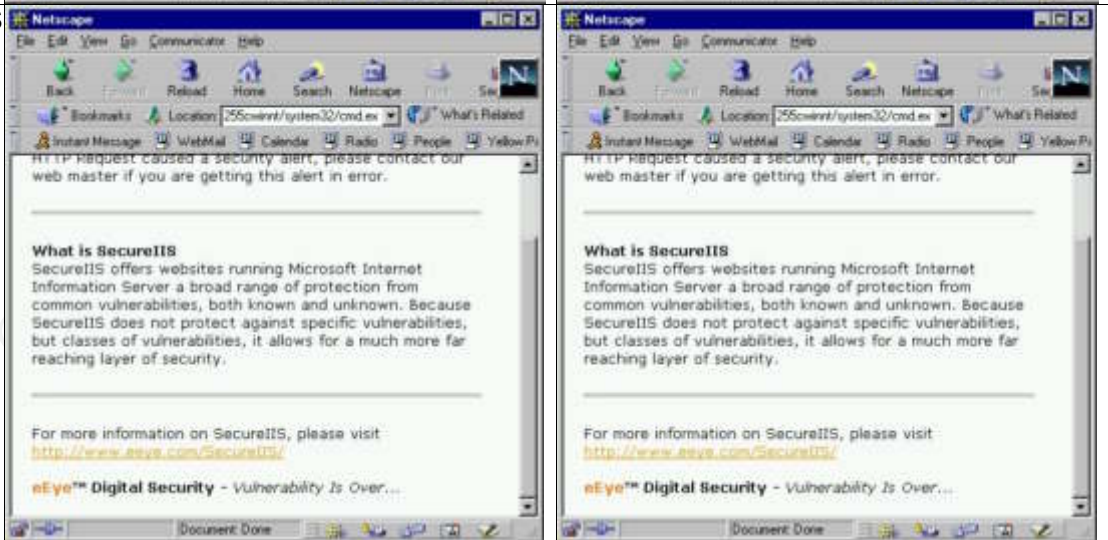 Netscape
File Edit View Go Communicator Help
Back Forward Reload Home Search Netscape Print
Bookmarks Location: 255cwinnt/system32/cmd.ex What's Related
Instant Message WebMail Calendar Radio People Yellow
HTTP Request caused a security alert, please contact our
web master if you are getting this alert in error.
What is SecureIIS
SecureIIS offers websites running Microsoft Internet
Information Server a broad range of protection from
common vulnerabilities, both known and unknown. Because
SecureIIS does not protect against specific vulnerabilities,
but classes of vulnerabilities, it allows for a much more far
reaching layer of security.
For more information on SecureIIS, please visit
http://www.eeye.com/SecureIIS/
eEye™ Digital Security - Vulnerability Is Over...
Document: Done
Netscape
File Edit View Go Communicator Help
Back Forward Reload Home Search Netscape Print
Bookmarks Location: 255cwinnt/system32/cmd.ex What's Related
Instant Message WebMail Calendar Radio People Yellow
HTTP Request caused a security alert, please contact our
web master if you are getting this alert in error.
What is SecureIIS
SecureIIS offers websites running Microsoft Internet
Information Server a broad range of protection from
common vulnerabilities, both known and unknown. Because
SecureIIS does not protect against specific vulnerabilities,
but classes of vulnerabilities, it allows for a much more far
reaching layer of security.
For more information on SecureIIS, please visit
http://www.eeye.com/SecureIIS/
eEye™ Digital Security - Vulnerability Is Over...
Document: Done